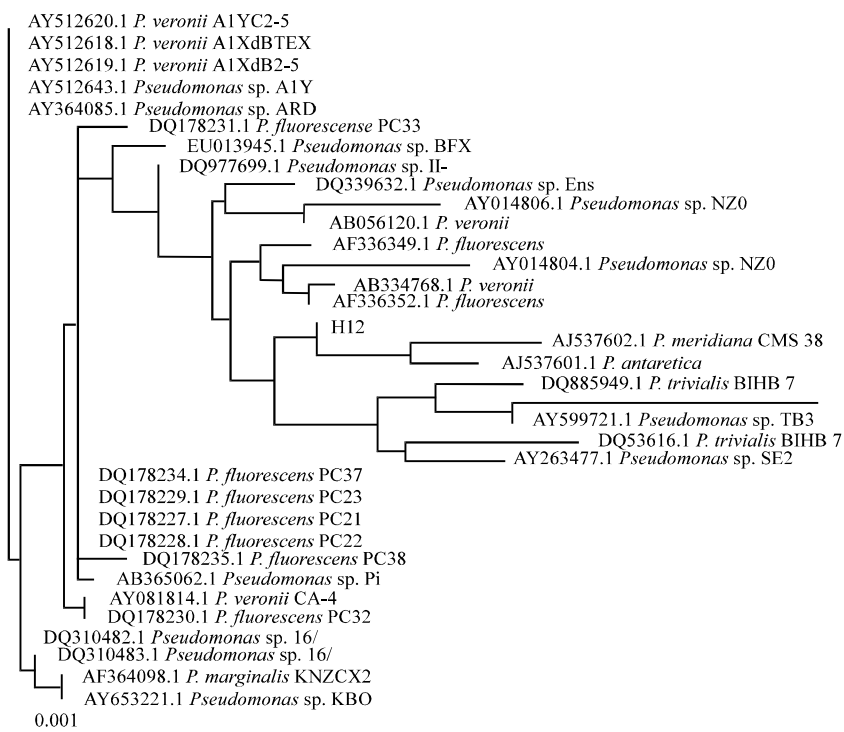 AY512620.1 P. veronii A1YC2-5
AY512618.1 P. veronii A1XdBTEX
AY512619.1 P. veronii A1XdB2-5
AY512643.1 Pseudomonas sp. A1Y
AY364085.1 Pseudomonas sp. ARD
DQ178231.1 P. fluorescense PC33
EU013945.1 Pseudomonas sp. BFX
DQ977699.1 Pseudomonas sp. II-
DQ339632.1 Pseudomonas sp. Ens
AY014806.1 Pseudomonas sp. NZ0
AB056120.1 P. veronii
AF336349.1 P. fluorescens
AY014804.1 Pseudomonas sp. NZ0
AB334768.1 P. veronii
AF336352.1 P. fluorescens
H12
AJ537602.1 P. meridiana CMS 38
AJ537601.1 P. antaretica
DQ885949.1 P. trivialis BIHB 7
AY599721.1 Pseudomonas sp. TB3
DQ53616.1 P. trivialis BIHB 7
AY263477.1 Pseudomonas sp. SE2
DQ178234.1 P. fluorescens PC37
DQ178229.1 P. fluorescens PC23
DQ178227.1 P. fluorescens PC21
DQ178228.1 P. fluorescens PC22
DQ178235.1 P. fluorescens PC38
AB365062.1 Pseudomonas sp. Pi
AY081814.1 P. veronii CA-4
DQ178230.1 P. fluorescens PC32
DQ310482.1 Pseudomonas sp. 16/
DQ310483.1 Pseudomonas sp. 16/
AF364098.1 P. marginalis KNZCX2
AY653221.1 Pseudomonas sp. KBO
0.001